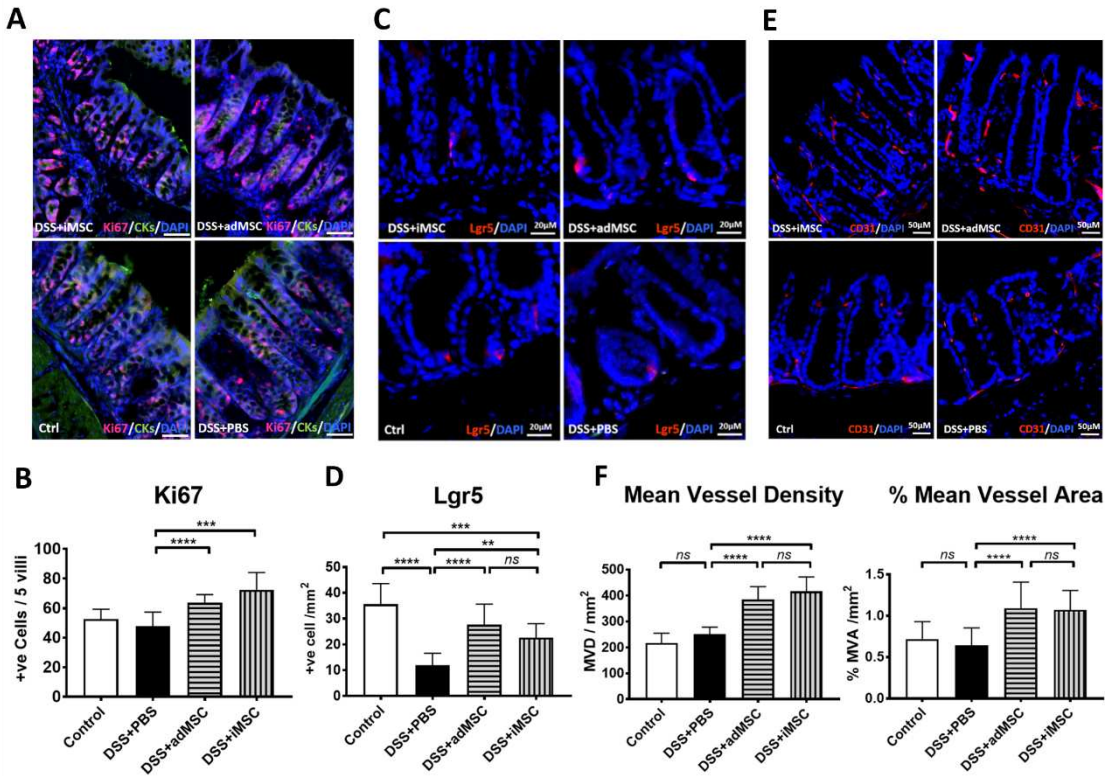 A
DSS+iMSC Ki67/CKs/DAPI
DSS+adMSC Ki67/CKs/DAPI
Ctrl Ki67/CKs/DAPI
DSS+PBS Ki67/CKs/DAPI
C
DSS+iMSC Lgr5/DAPI 20µM
DSS+adMSC Lgr5/DAPI 20µM
Ctrl Lgr5/DAPI 20µM
DSS+PBS Lgr5/DAPI 20µM
E
DSS+iMSC CD31/DAPI 50µM
DSS+adMSC CD31/DAPI 50µM
Ctrl CD31/DAPI 50µM
DSS+PBS CD31/DAPI 50µM
B
Ki67
***
****
+ve Cells / 5 villi
100
80
60
40
20
0
Control
DSS+PBS
DSS+adMSC
DSS+iMSC
D
Lgr5
***
**
**** **** ns
+ve cell /mm²
50
40
30
20
10
0
Control
DSS+PBS
DSS+adMSC
DSS+iMSC
F
Mean Vessel Density
****
ns **** ns
MVD / mm²
500
400
300
200
100
0
Control
DSS+PBS
DSS+adMSC
DSS+iMSC
% Mean Vessel Area
****
ns **** ns
% MVA /mm²
1.5
1.0
0.5
0.0
Control
DSS+PBS
DSS+adMSC
DSS+iMSC